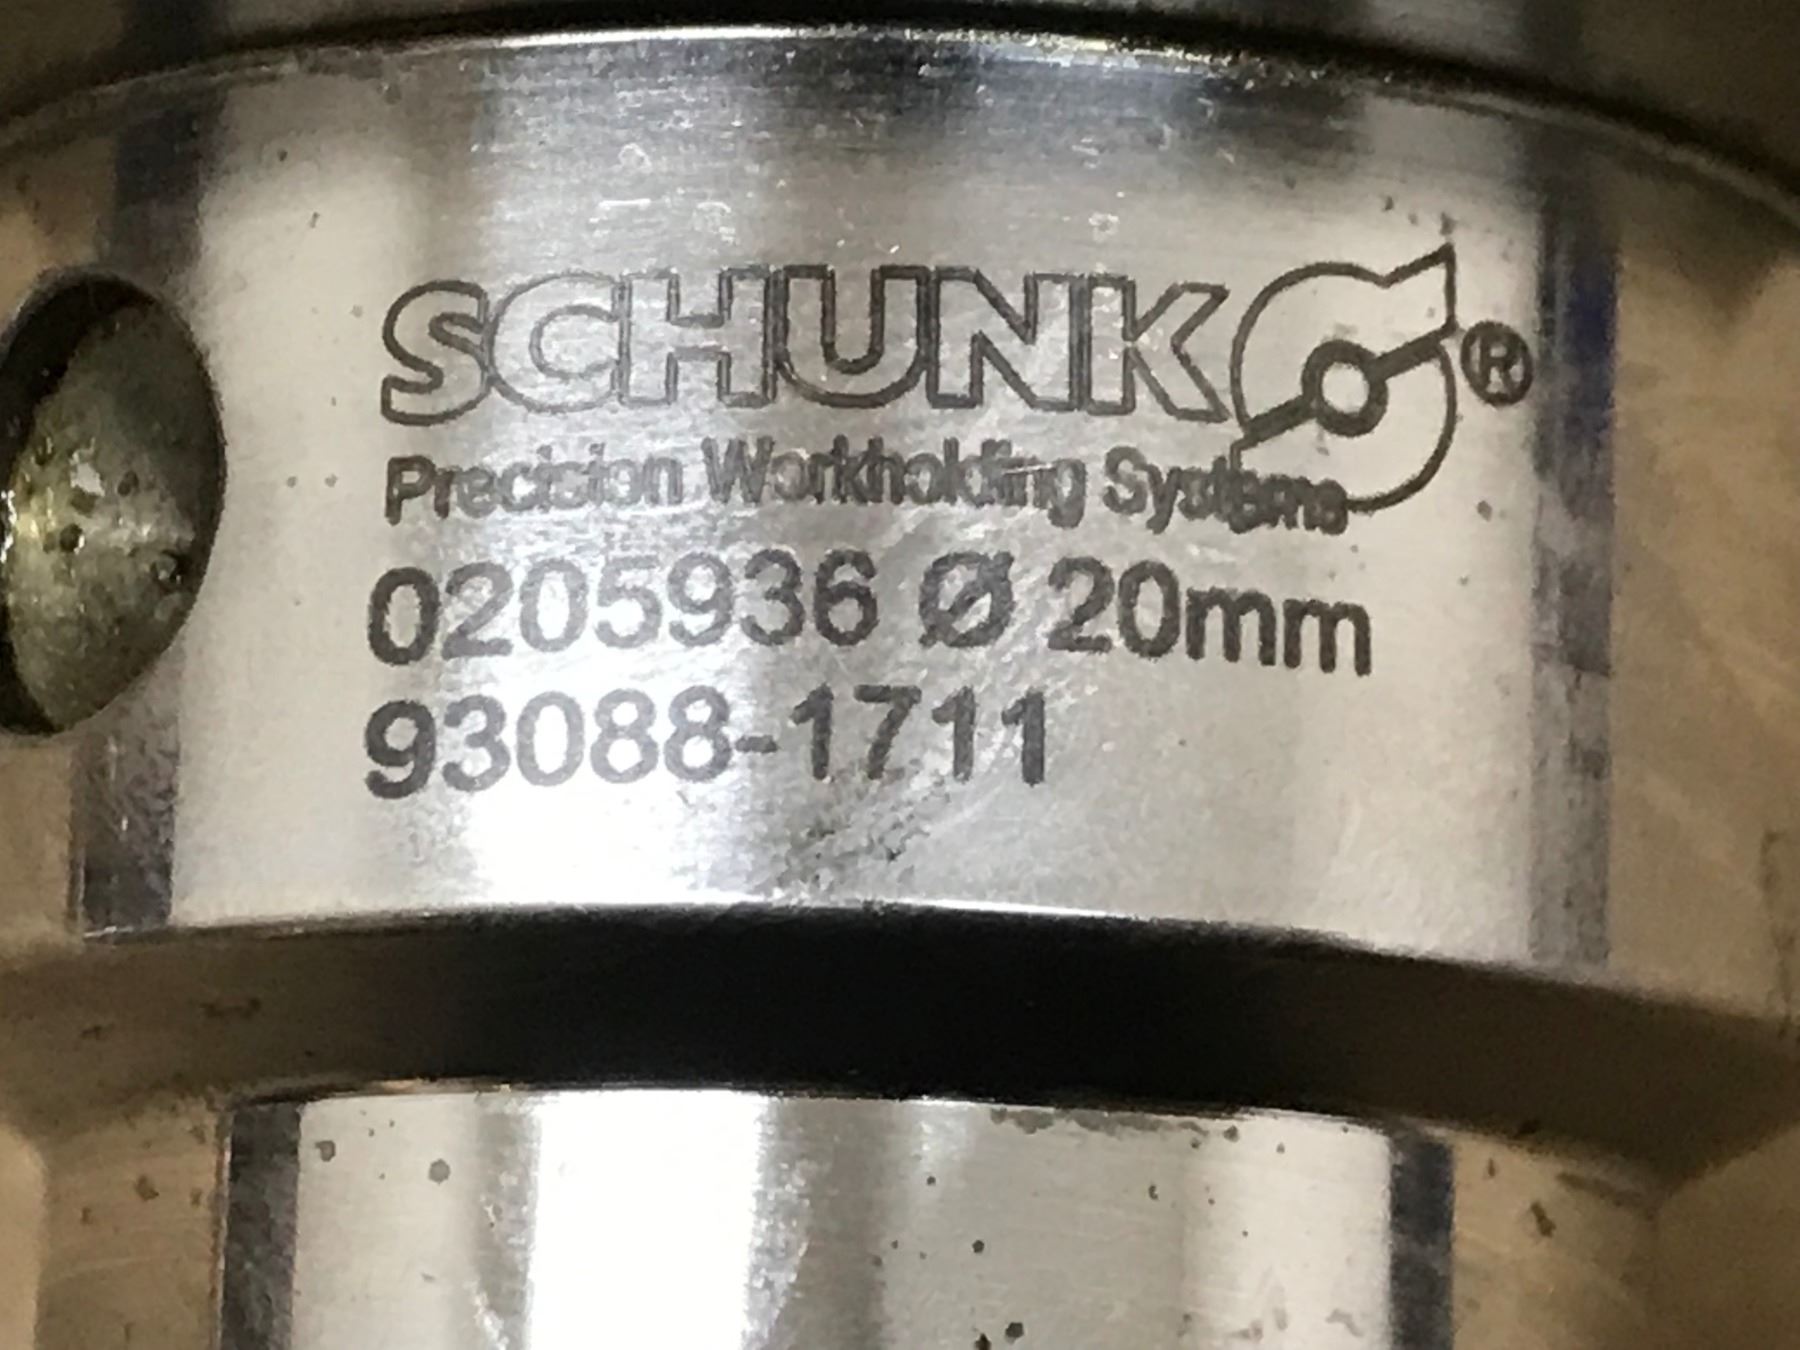 SCHUNK®
Precision Workholding Systems
0205936 Ø 20mm
93088-1711